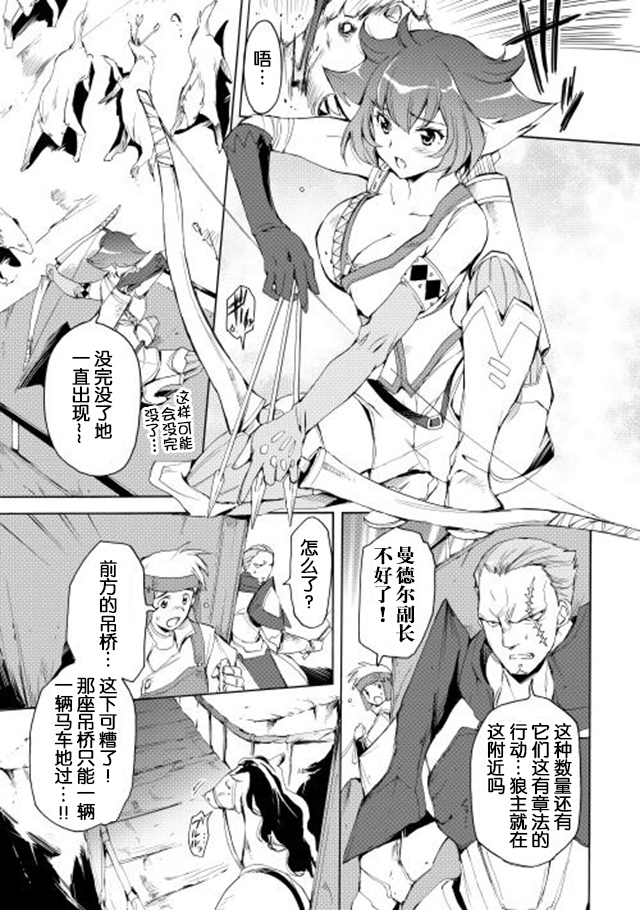 唔…
没完没了地
一直出现~~
这样可能
会没完
没了…
这种数量还有
它们这有章法的
行动…狼主就在
这附近吗
曼德尔副长
不好了！
怎么了？
前方的吊桥…
这下可糟了！
那座吊桥只能一辆
一辆马车地过…!!